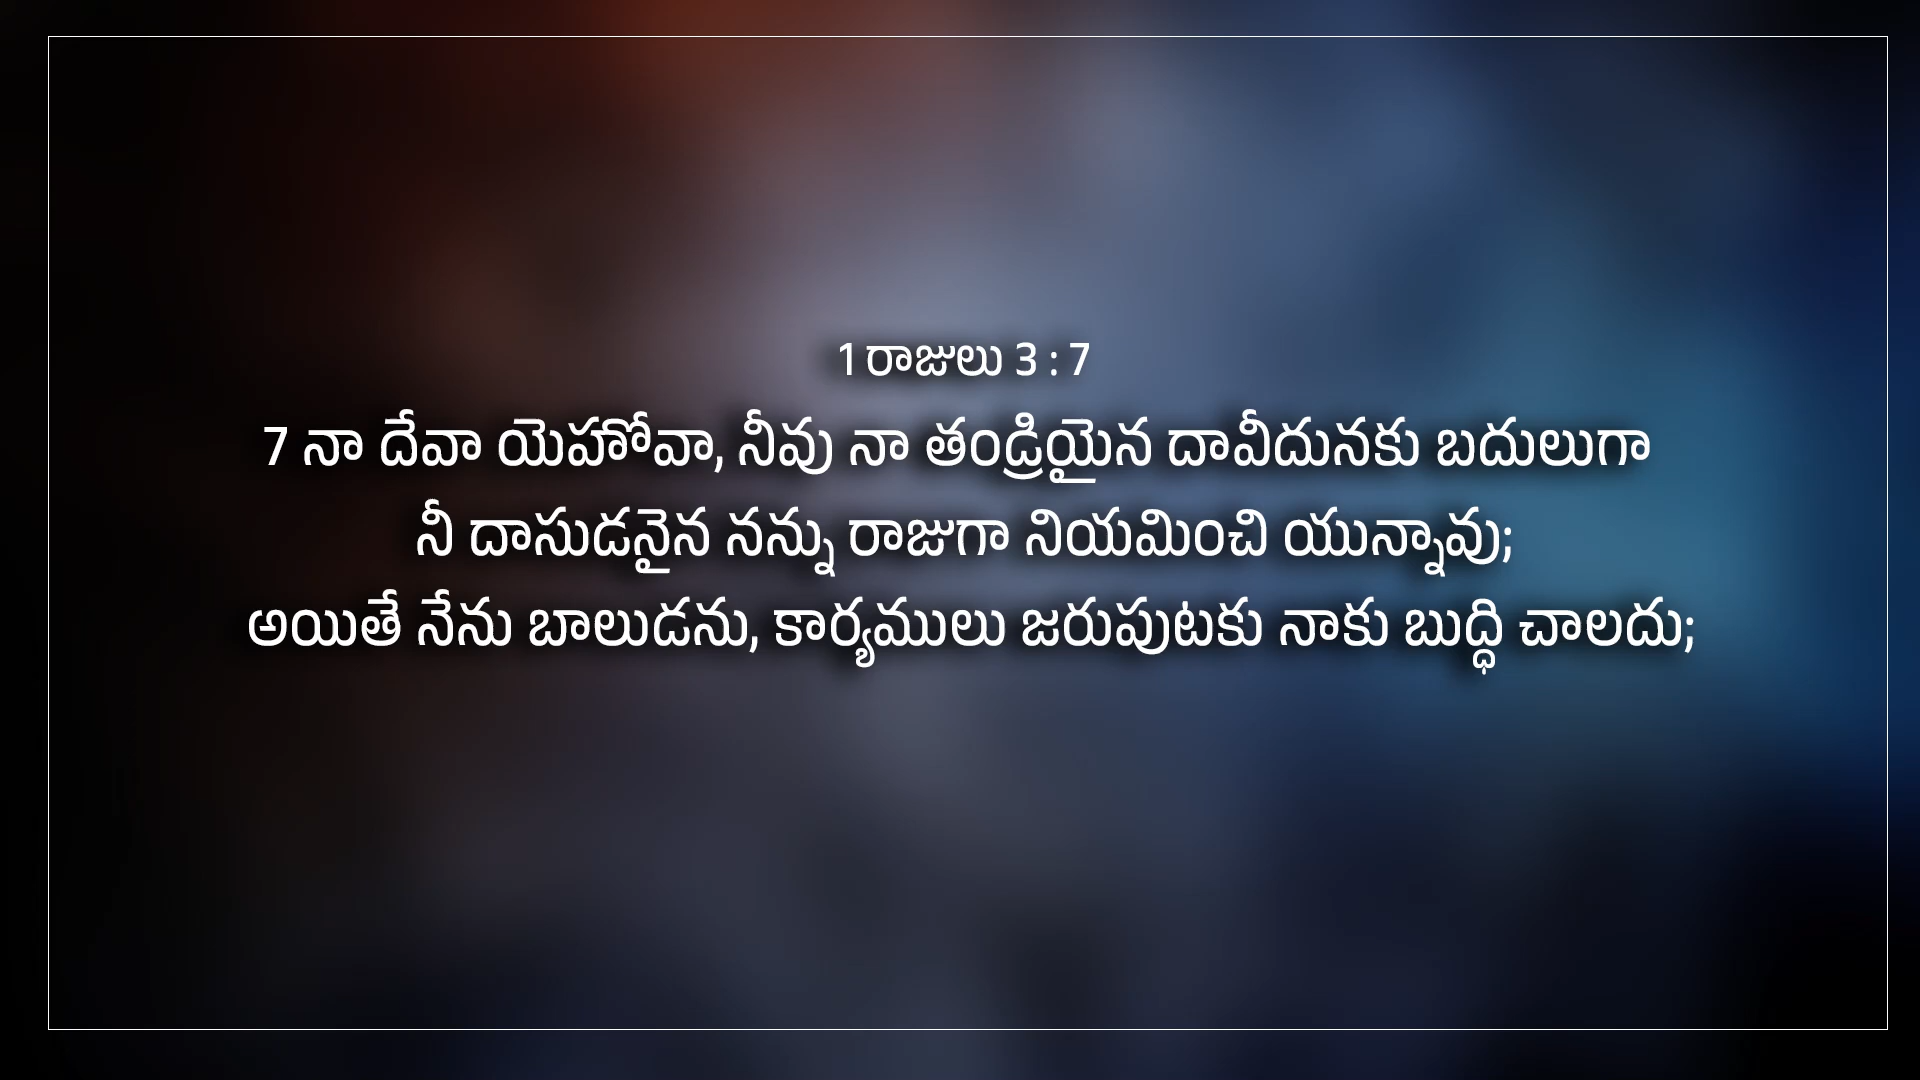 1 రాజులు 3 : 7
7 నా దేవా యెహోవా, నీవు నా తండ్రియైన దావీదునకు బదులుగా
నీ దాసుడనైన నన్ను రాజుగా నియమించి యున్నావు;
అయితే నేను బాలుడను, కార్యములు జరుపుటకు నాకు బుద్ధి చాలదు;